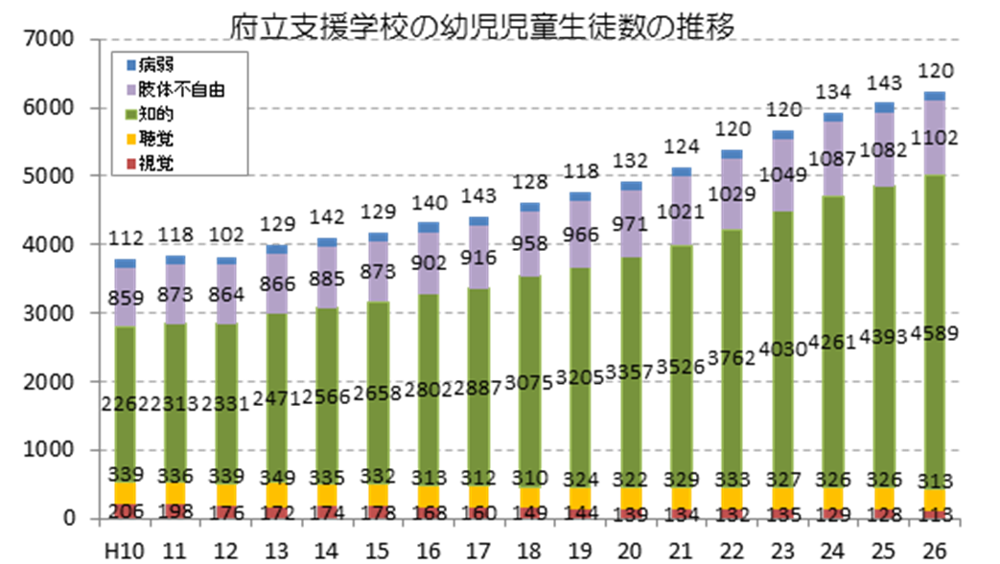 府立支援学校の幼児児童生徒数の推移
7000
6000
5000
4000
3000
2000
1000
0
病弱
肢体不自由
知的
聴覚
視覚
112 118 102 129 142 129 140 143 128 118 132 124 120 120 134 143 120
859 873 864 866 885 873 902 916 958 966 971 1021 1029 1049 1087 1082 1102
2262 2313 2331 2471 2566 2658 2802 2887 3075 3205 3357 3526 3762 4030 4261 4393 4589
339 336 339 349 335 332 313 312 310 324 322 329 333 327 326 326 313
206 198 176 172 174 178 168 160 149 144 139 134 132 135 129 128 113
H10 11 12 13 14 15 16 17 18 19 20 21 22 23 24 25 26